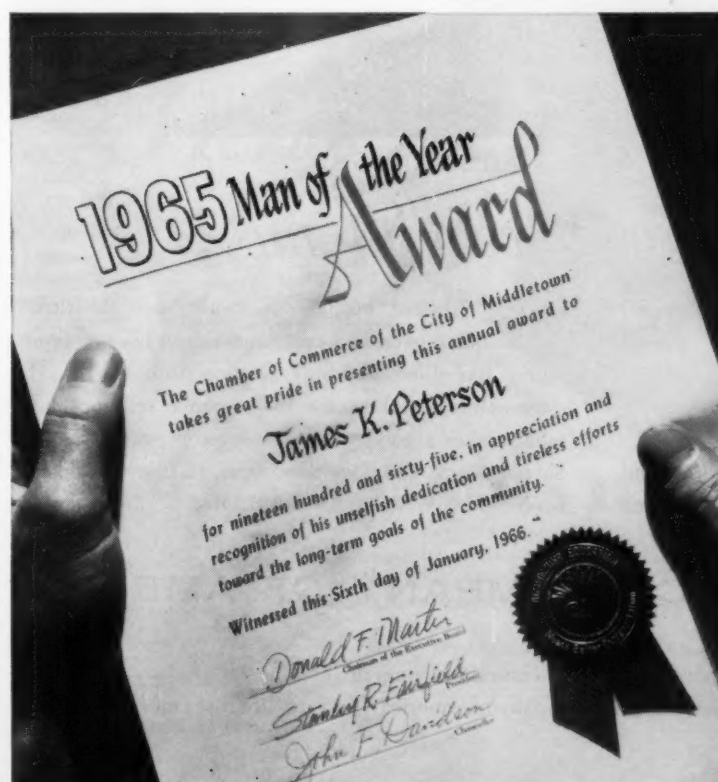 1965 Man of the Year
Award
The Chamber of Commerce of the City of Middletown
takes great pride in presenting this annual award to
James K. Peterson
for nineteen hundred and sixty-five, in appreciation and
recognition of his unselfish dedication and tireless efforts
toward the long-term goals of the community.
Witnessed this Sixth day of January, 1966.
Donald F. Martin
Chairman of the Executive Board
Stanley R. Fairfield
President
John F. Davidson